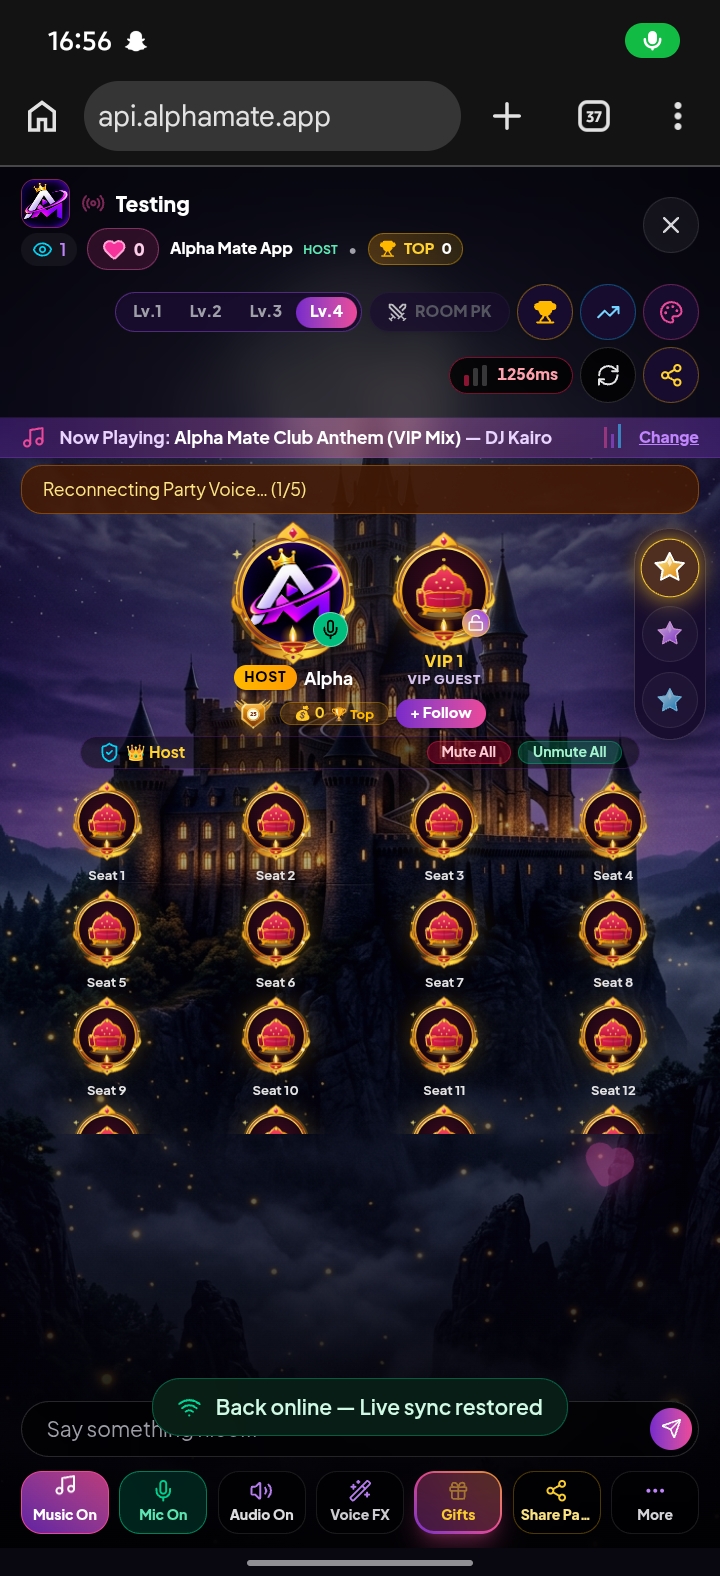 16:56
api.alphamate.app
37
Testing
1
0
Alpha Mate App HOST • TOP 0
Lv.1 Lv.2 Lv.3 Lv.4 ROOM PK
1256ms
Now Playing: Alpha Mate Club Anthem (VIP Mix) — DJ Kairo Change
Reconnecting Party Voice... (1/5)
HOST Alpha
VIP 1
VIP GUEST
0 Top + Follow
Host Mute All Unmute All
Seat 1 Seat 2 Seat 3 Seat 4
Seat 5 Seat 6 Seat 7 Seat 8
Seat 9 Seat 10 Seat 11 Seat 12
Back online — Live sync restored
Say something
Music On Mic On Audio On Voice FX Gifts Share Pa... More